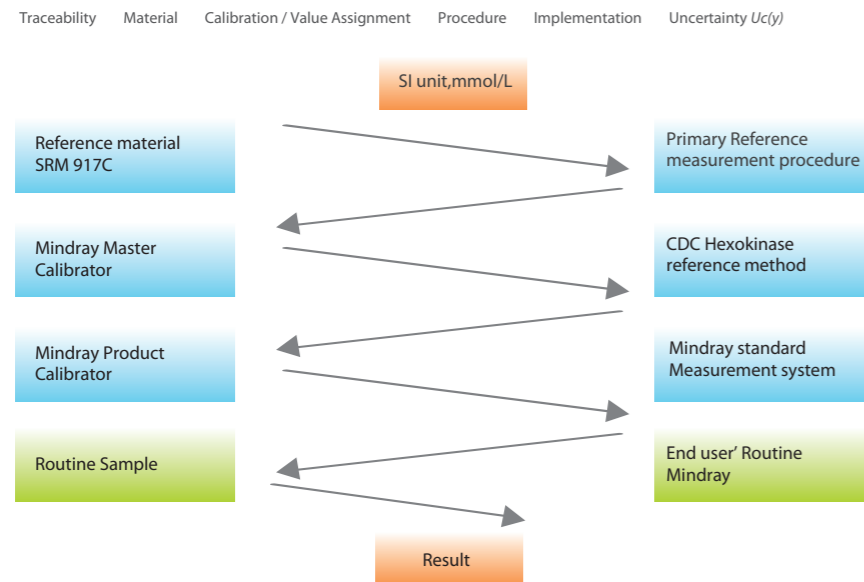 Traceability Material Calibration / Value Assignment Procedure Implementation Uncertainty Uc(y)
SI unit,mmol/L
Reference material
SRM 917C
Primary Reference
measurement procedure
Mindray Master
Calibrator
CDC Hexokinase
reference method
Mindray Product
Calibrator
Mindray standard
Measurement system
Routine Sample
End user' Routine
Mindray
Result